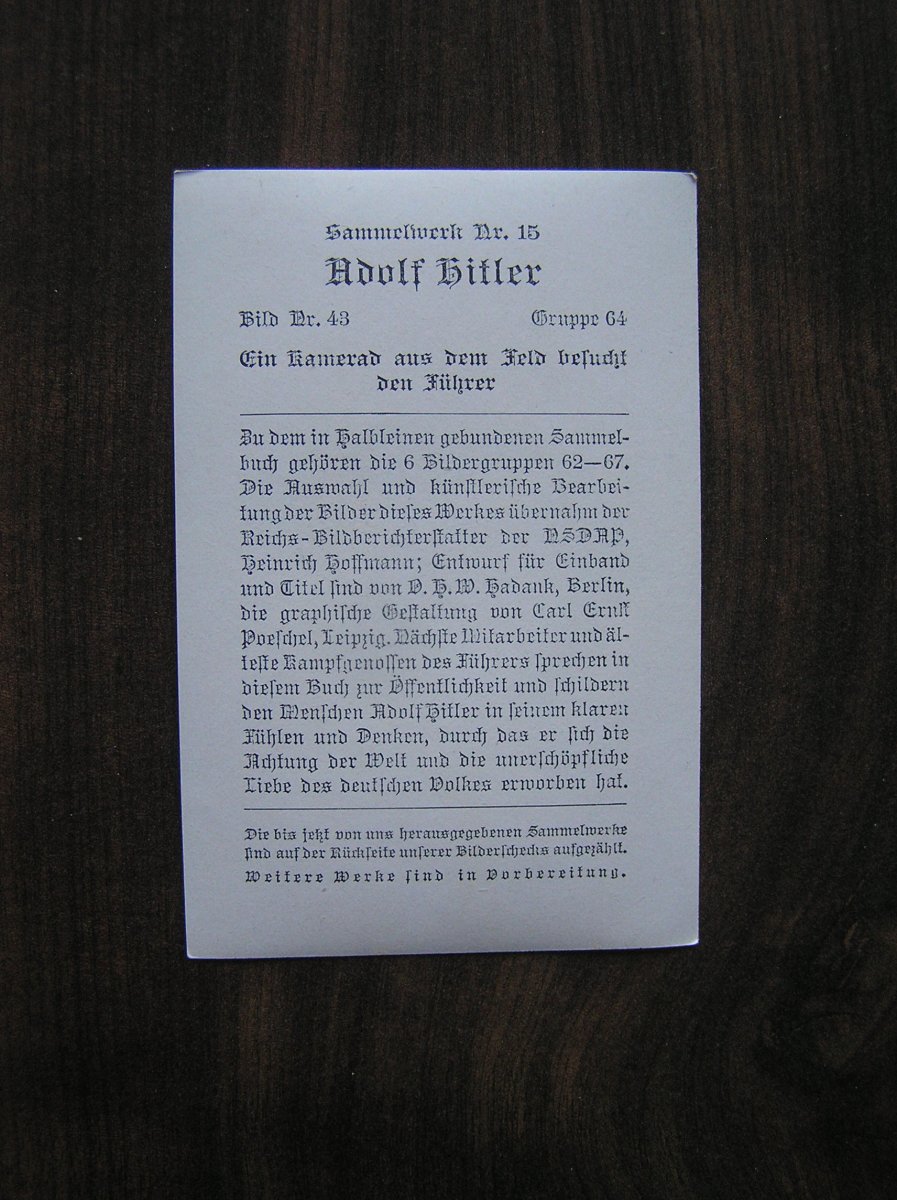 Sammelwerk Nr. 15
Adolf Hitler
Bild Nr. 43 Gruppe 64
Ein Kamerad aus dem Feld besucht
den Führer
Zu dem in Halbleinen gebundenen Sammel-
buch gehören die 6 Bildergruppen 62—67.
Die Auswahl und künstlerische Bearbei-
tung der Bilder dieses Werkes übernahm der
Reichs-Bildberichterstatter der NSDAP,
Heinrich Hoffmann; Entwurf für Einband
und Titel sind von O. H. W. Hadank, Berlin,
die graphische Gestaltung von Carl Ernst
Poeschel, Leipzig. Nächste Mitarbeiter und äl-
teste Kampfgenossen des Führers sprechen in
diesem Buch zur Öffentlichkeit und schildern
den Menschen Adolf Hitler in seinem klaren
Fühlen und Denken, durch das er sich die
Achtung der Welt und die unerschöpfliche
Liebe des deutschen Volkes erworben hat.
Die bis jetzt von uns herausgegebenen Sammelwerke
sind auf der Rückseite unserer Bilderschecks aufgezählt.
Weitere Werke sind in Vorbereitung.